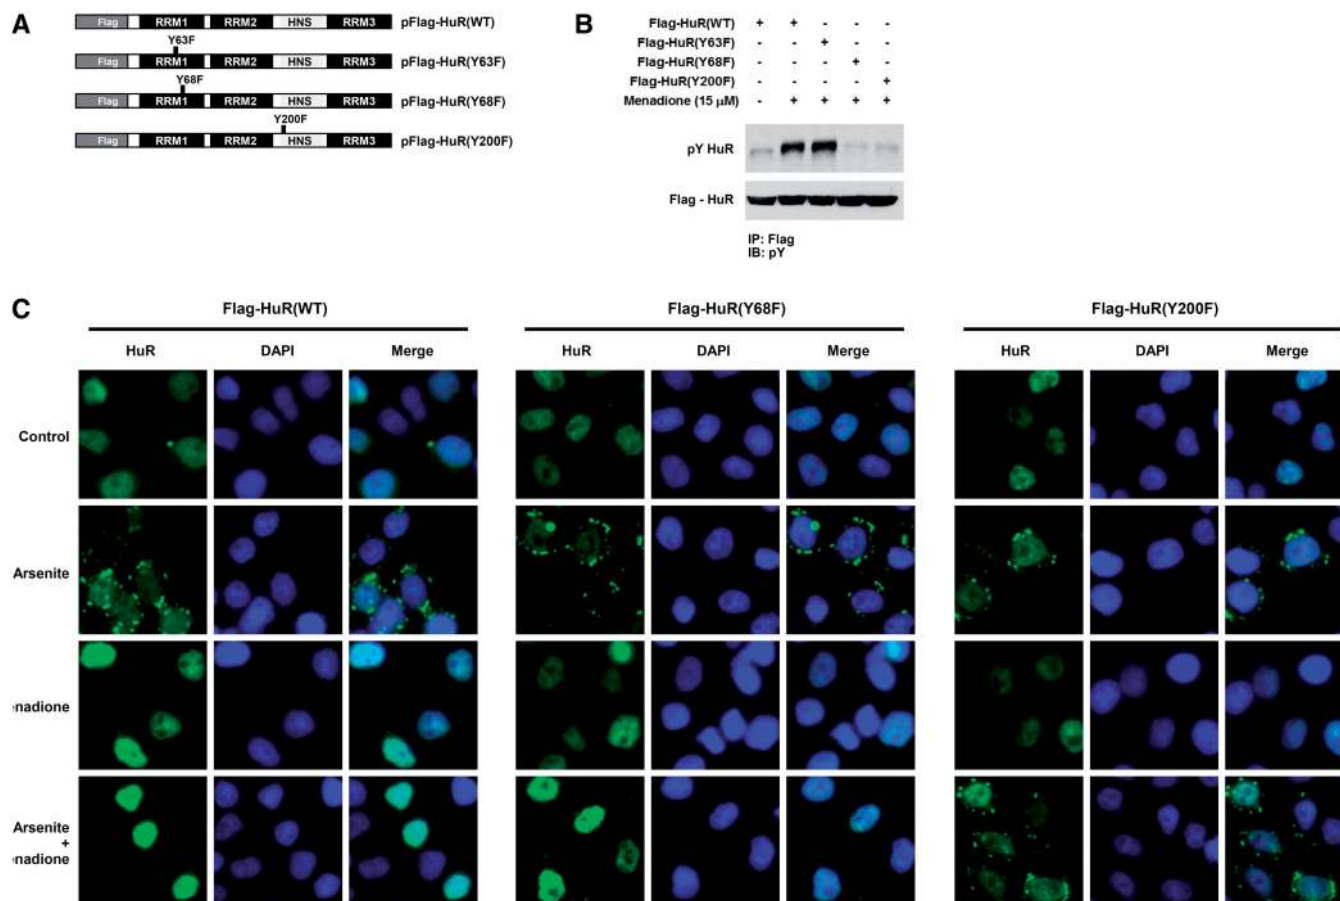 A
Flag RRM1 RRM2 HNS RRM3 pFlag-HuR(WT)
Y63F
Flag RRM1 RRM2 HNS RRM3 pFlag-HuR(Y63F)
Y68F
Flag RRM1 RRM2 HNS RRM3 pFlag-HuR(Y68F)
Y200F
Flag RRM1 RRM2 HNS RRM3 pFlag-HuR(Y200F)
B
Flag-HuR(WT) + + - - -
Flag-HuR(Y63F) - - + - -
Flag-HuR(Y68F) - - - + -
Flag-HuR(Y200F) - - - - +
Menadione (15 µM) - + + + +
pY HuR
Flag - HuR
IP: Flag
IB: pY
C
Flag-HuR(WT) Flag-HuR(Y68F) Flag-HuR(Y200F)
HuR DAPI Merge HuR DAPI Merge HuR DAPI Merge
Control
Arsenite
enadione
Arsenite
+
enadione